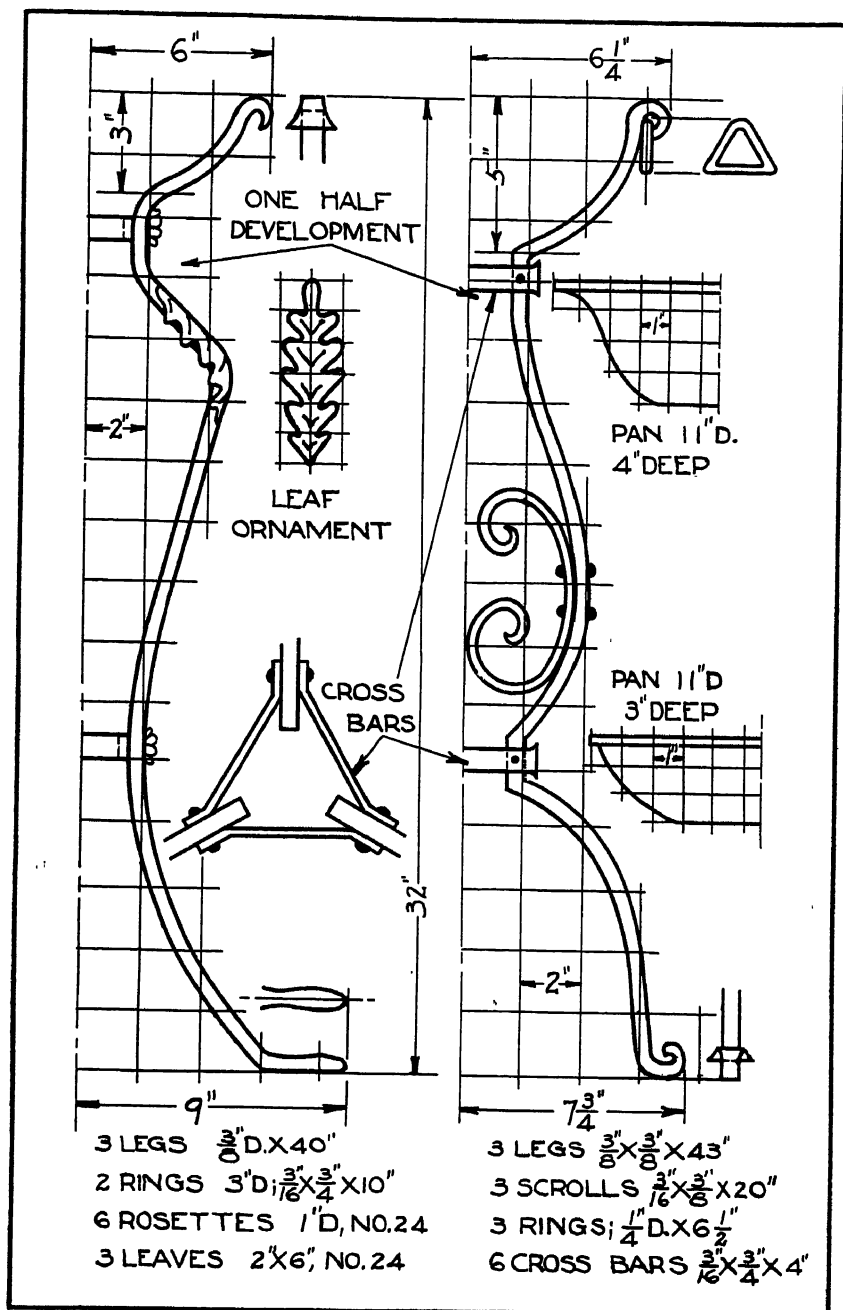 6"
6 1/4
3"
5"
ONE HALF
DEVELOPMENT
1"
2"
PAN 11"D.
4"DEEP
LEAF
ORNAMENT
CROSS
BARS
PAN 11"D
3"DEEP
1"
32"
2"
9"
7 3/4"
3 LEGS 3/8"D.X40"
2 RINGS 3"D; 3/16"X3/4"X10"
6 ROSETTES 1"D, NO.24
3 LEAVES 2"X6", NO.24
3 LEGS 3/8"X3/8"X43"
3 SCROLLS 3/16"X3/8"X20"
3 RINGS; 1/4"D.X6 1/2"
6 CROSS BARS 3/16"X3/4"X4"